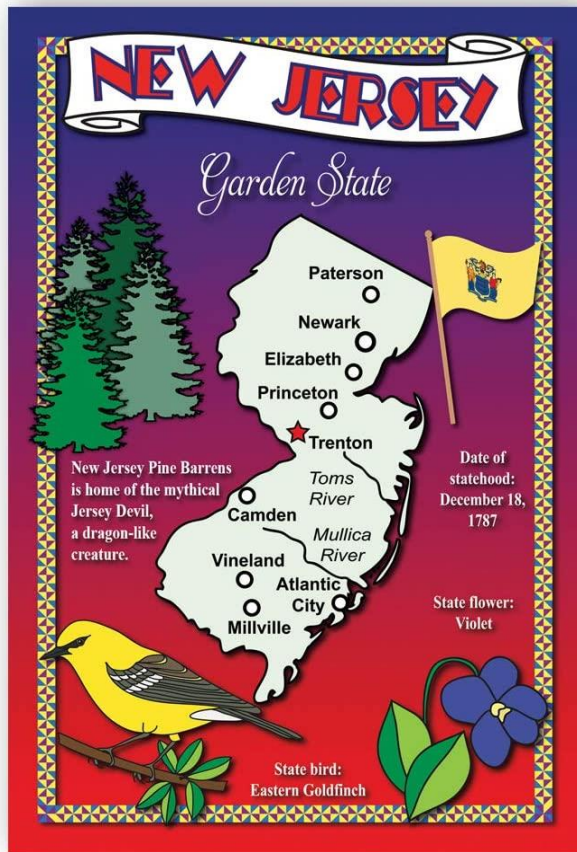 NEW JERSEY
Garden State
Paterson
Newark
Elizabeth
Princeton
Trenton
New Jersey Pine Barrens
is home of the mythical
Jersey Devil,
a dragon-like
creature.
Toms
River
Date of
statehood:
December 18,
1787
Camden
Mullica
River
Vineland
Atlantic
City
Millville
State flower:
Violet
State bird:
Eastern Goldfinch